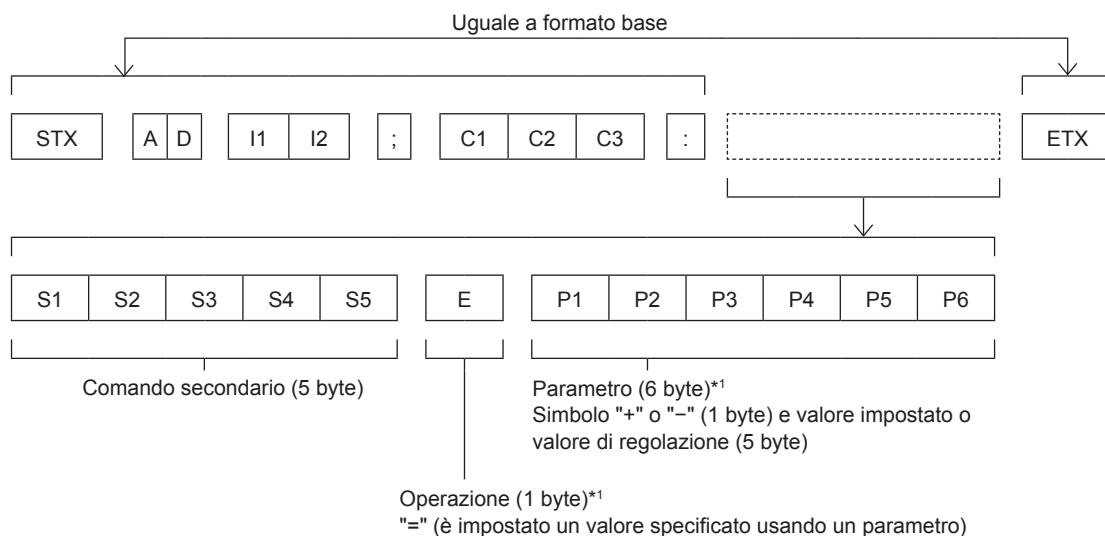 Uguale a formato base
STX A D I1 I2 ; C1 C2 C3 : ETX
S1 S2 S3 S4 S5 E P1 P2 P3 P4 P5 P6
Comando secondario (5 byte)
Parametro (6 byte)*1
Simbolo "+" o "−" (1 byte) e valore impostato o
valore di regolazione (5 byte)
Operazione (1 byte)*1
"=" (è impostato un valore specificato usando un parametro)